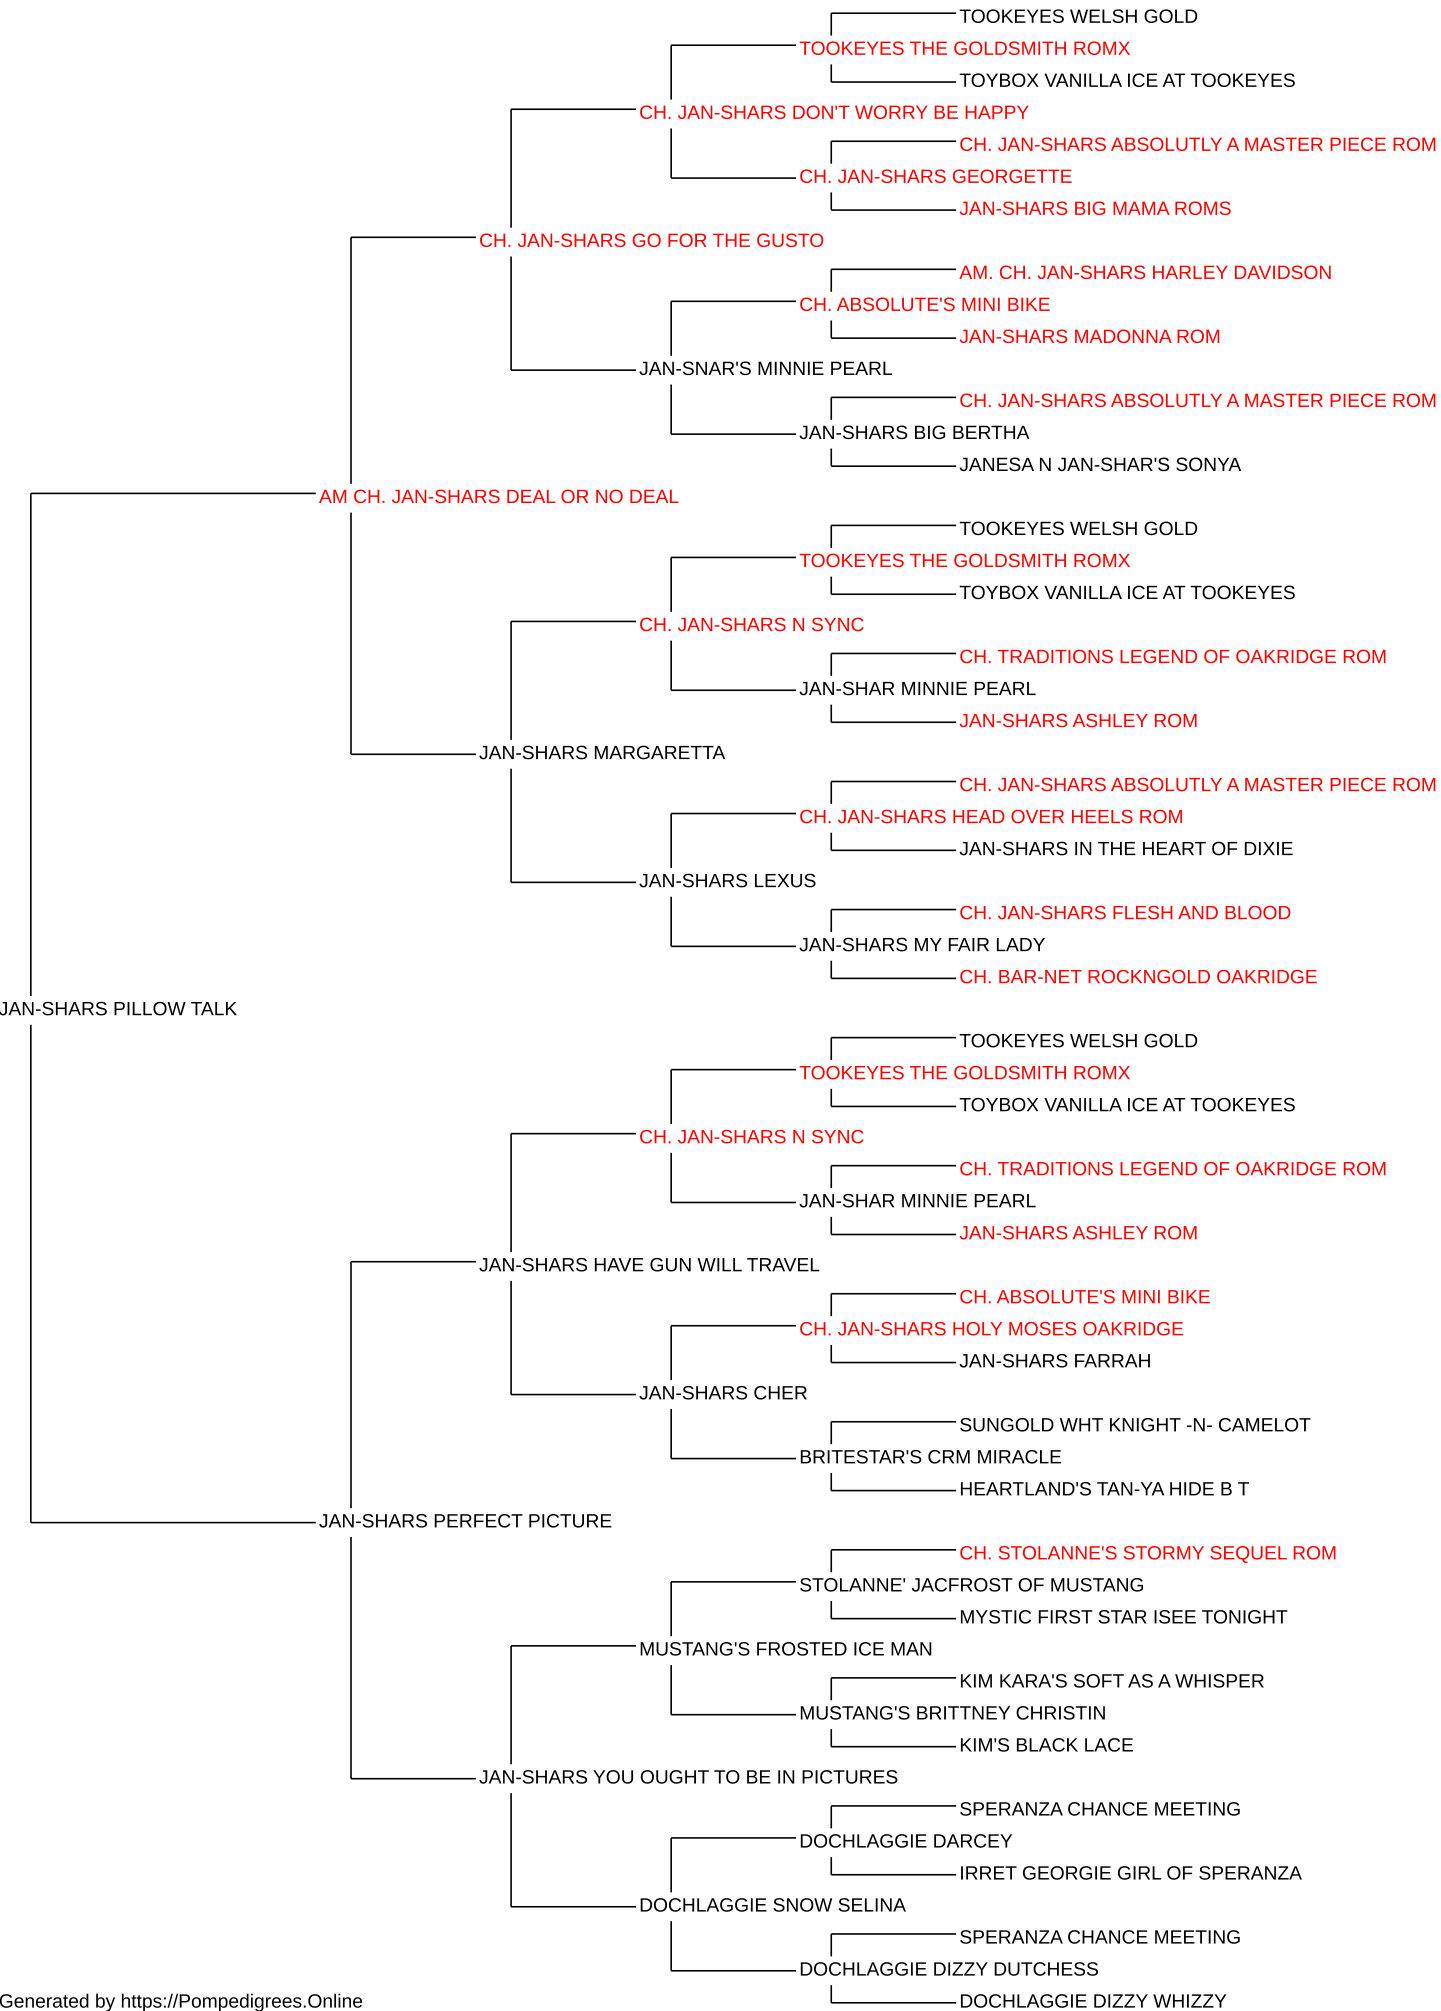 TOOKEYES WELSH GOLD
TOOKEYES THE GOLDSMITH ROMX
TOYBOX VANILLA ICE AT TOOKEYES
CH. JAN-SHARS DON'T WORRY BE HAPPY
CH. JAN-SHARS ABSOLUTLY A MASTER PIECE ROM
CH. JAN-SHARS GEORGETTE
JAN-SHARS BIG MAMA ROMS
CH. JAN-SHARS GO FOR THE GUSTO
AM. CH. JAN-SHARS HARLEY DAVIDSON
CH. ABSOLUTE'S MINI BIKE
JAN-SHARS MADONNA ROM
JAN-SNAR'S MINNIE PEARL
CH. JAN-SHARS ABSOLUTLY A MASTER PIECE ROM
JAN-SHARS BIG BERTHA
JANESA N JAN-SHAR'S SONYA
AM CH. JAN-SHARS DEAL OR NO DEAL
TOOKEYES WELSH GOLD
TOOKEYES THE GOLDSMITH ROMX
TOYBOX VANILLA ICE AT TOOKEYES
CH. JAN-SHARS N SYNC
CH. TRADITIONS LEGEND OF OAKRIDGE ROM
JAN-SHAR MINNIE PEARL
JAN-SHARS ASHLEY ROM
JAN-SHARS MARGARETTA
CH. JAN-SHARS ABSOLUTLY A MASTER PIECE ROM
CH. JAN-SHARS HEAD OVER HEELS ROM
JAN-SHARS IN THE HEART OF DIXIE
JAN-SHARS LEXUS
CH. JAN-SHARS FLESH AND BLOOD
JAN-SHARS MY FAIR LADY
CH. BAR-NET ROCKNGOLD OAKRIDGE
JAN-SHARS PILLOW TALK
TOOKEYES WELSH GOLD
TOOKEYES THE GOLDSMITH ROMX
TOYBOX VANILLA ICE AT TOOKEYES
CH. JAN-SHARS N SYNC
CH. TRADITIONS LEGEND OF OAKRIDGE ROM
JAN-SHAR MINNIE PEARL
JAN-SHARS ASHLEY ROM
JAN-SHARS HAVE GUN WILL TRAVEL
CH. ABSOLUTE'S MINI BIKE
CH. JAN-SHARS HOLY MOSES OAKRIDGE
JAN-SHARS FARRAH
JAN-SHARS CHER
SUNGOLD WHT KNIGHT -N- CAMELOT
BRITESTAR'S CRM MIRACLE
HEARTLAND'S TAN-YA HIDE B T
JAN-SHARS PERFECT PICTURE
CH. STOLANNE'S STORMY SEQUEL ROM
STOLANNE' JACFROST OF MUSTANG
MYSTIC FIRST STAR ISEE TONIGHT
MUSTANG'S FROSTED ICE MAN
KIM KARA'S SOFT AS A WHISPER
MUSTANG'S BRITTNEY CHRISTIN
KIM'S BLACK LACE
JAN-SHARS YOU OUGHT TO BE IN PICTURES
SPERANZA CHANCE MEETING
DOCHLAGGIE DARCEY
IRRET GEORGIE GIRL OF SPERANZA
DOCHLAGGIE SNOW SELINA
SPERANZA CHANCE MEETING
DOCHLAGGIE DIZZY DUTCHESS
DOCHLAGGIE DIZZY WHIZZY
Generated by https://Pompedigrees.Online